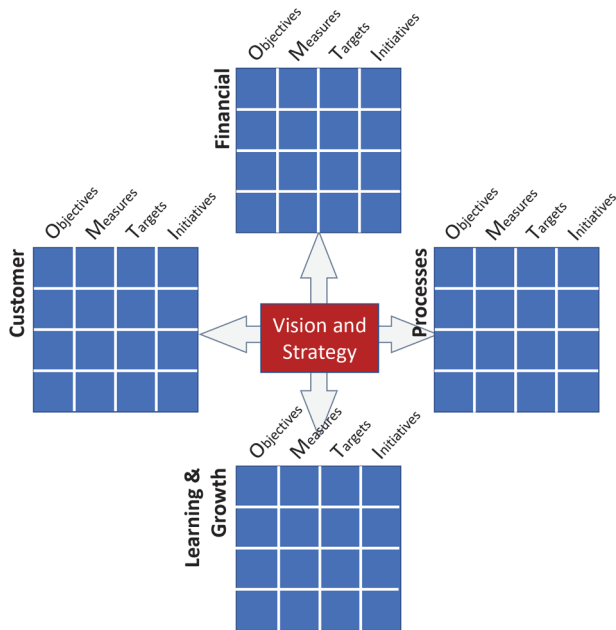 Objectives
Measures
Targets
Initiatives
Financial
Objectives
Measures
Targets
Initiatives
Customer
Vision and
Strategy
Objectives
Measures
Targets
Initiatives
Processes
Objectives
Measures
Targets
Initiatives
Learning &
Growth